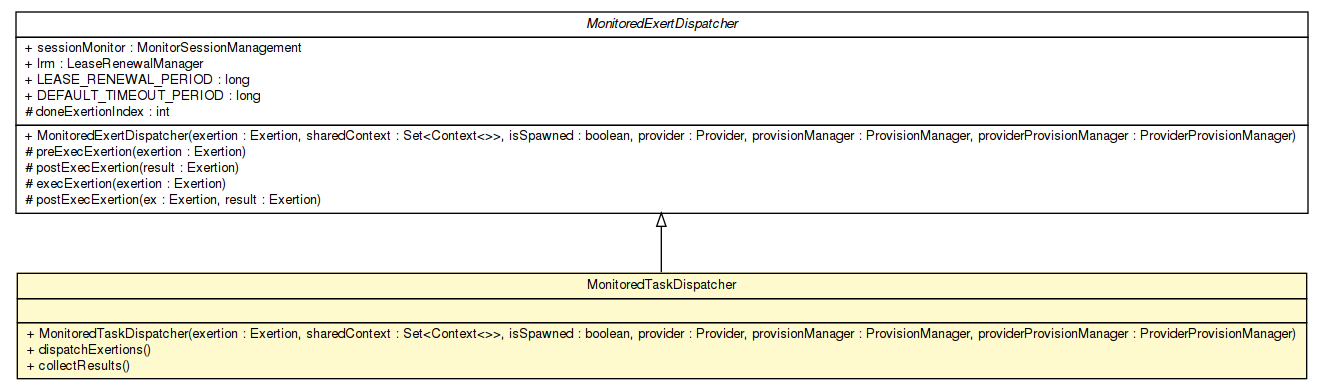 MonitoredExertDispatcher
+ sessionMonitor : MonitorSessionManagement
+ lrm : LeaseRenewalManager
+ LEASE_RENEWAL_PERIOD : long
+ DEFAULT_TIMEOUT_PERIOD : long
# doneExertionIndex : int
+ MonitoredExertDispatcher(exertion : Exertion, sharedContext : Set<Context<>>, isSpawned : boolean, provider : Provider, provisionManager : ProvisionManager, providerProvisionManager : ProviderProvisionManager)
# preExecExertion(exertion : Exertion)
# postExecExertion(result : Exertion)
# execExertion(exertion : Exertion)
# postExecExertion(ex : Exertion, result : Exertion)
MonitoredTaskDispatcher
+ MonitoredTaskDispatcher(exertion : Exertion, sharedContext : Set<Context<>>, isSpawned : boolean, provider : Provider, provisionManager : ProvisionManager, providerProvisionManager : ProviderProvisionManager)
+ dispatchExertions()
+ collectResults()